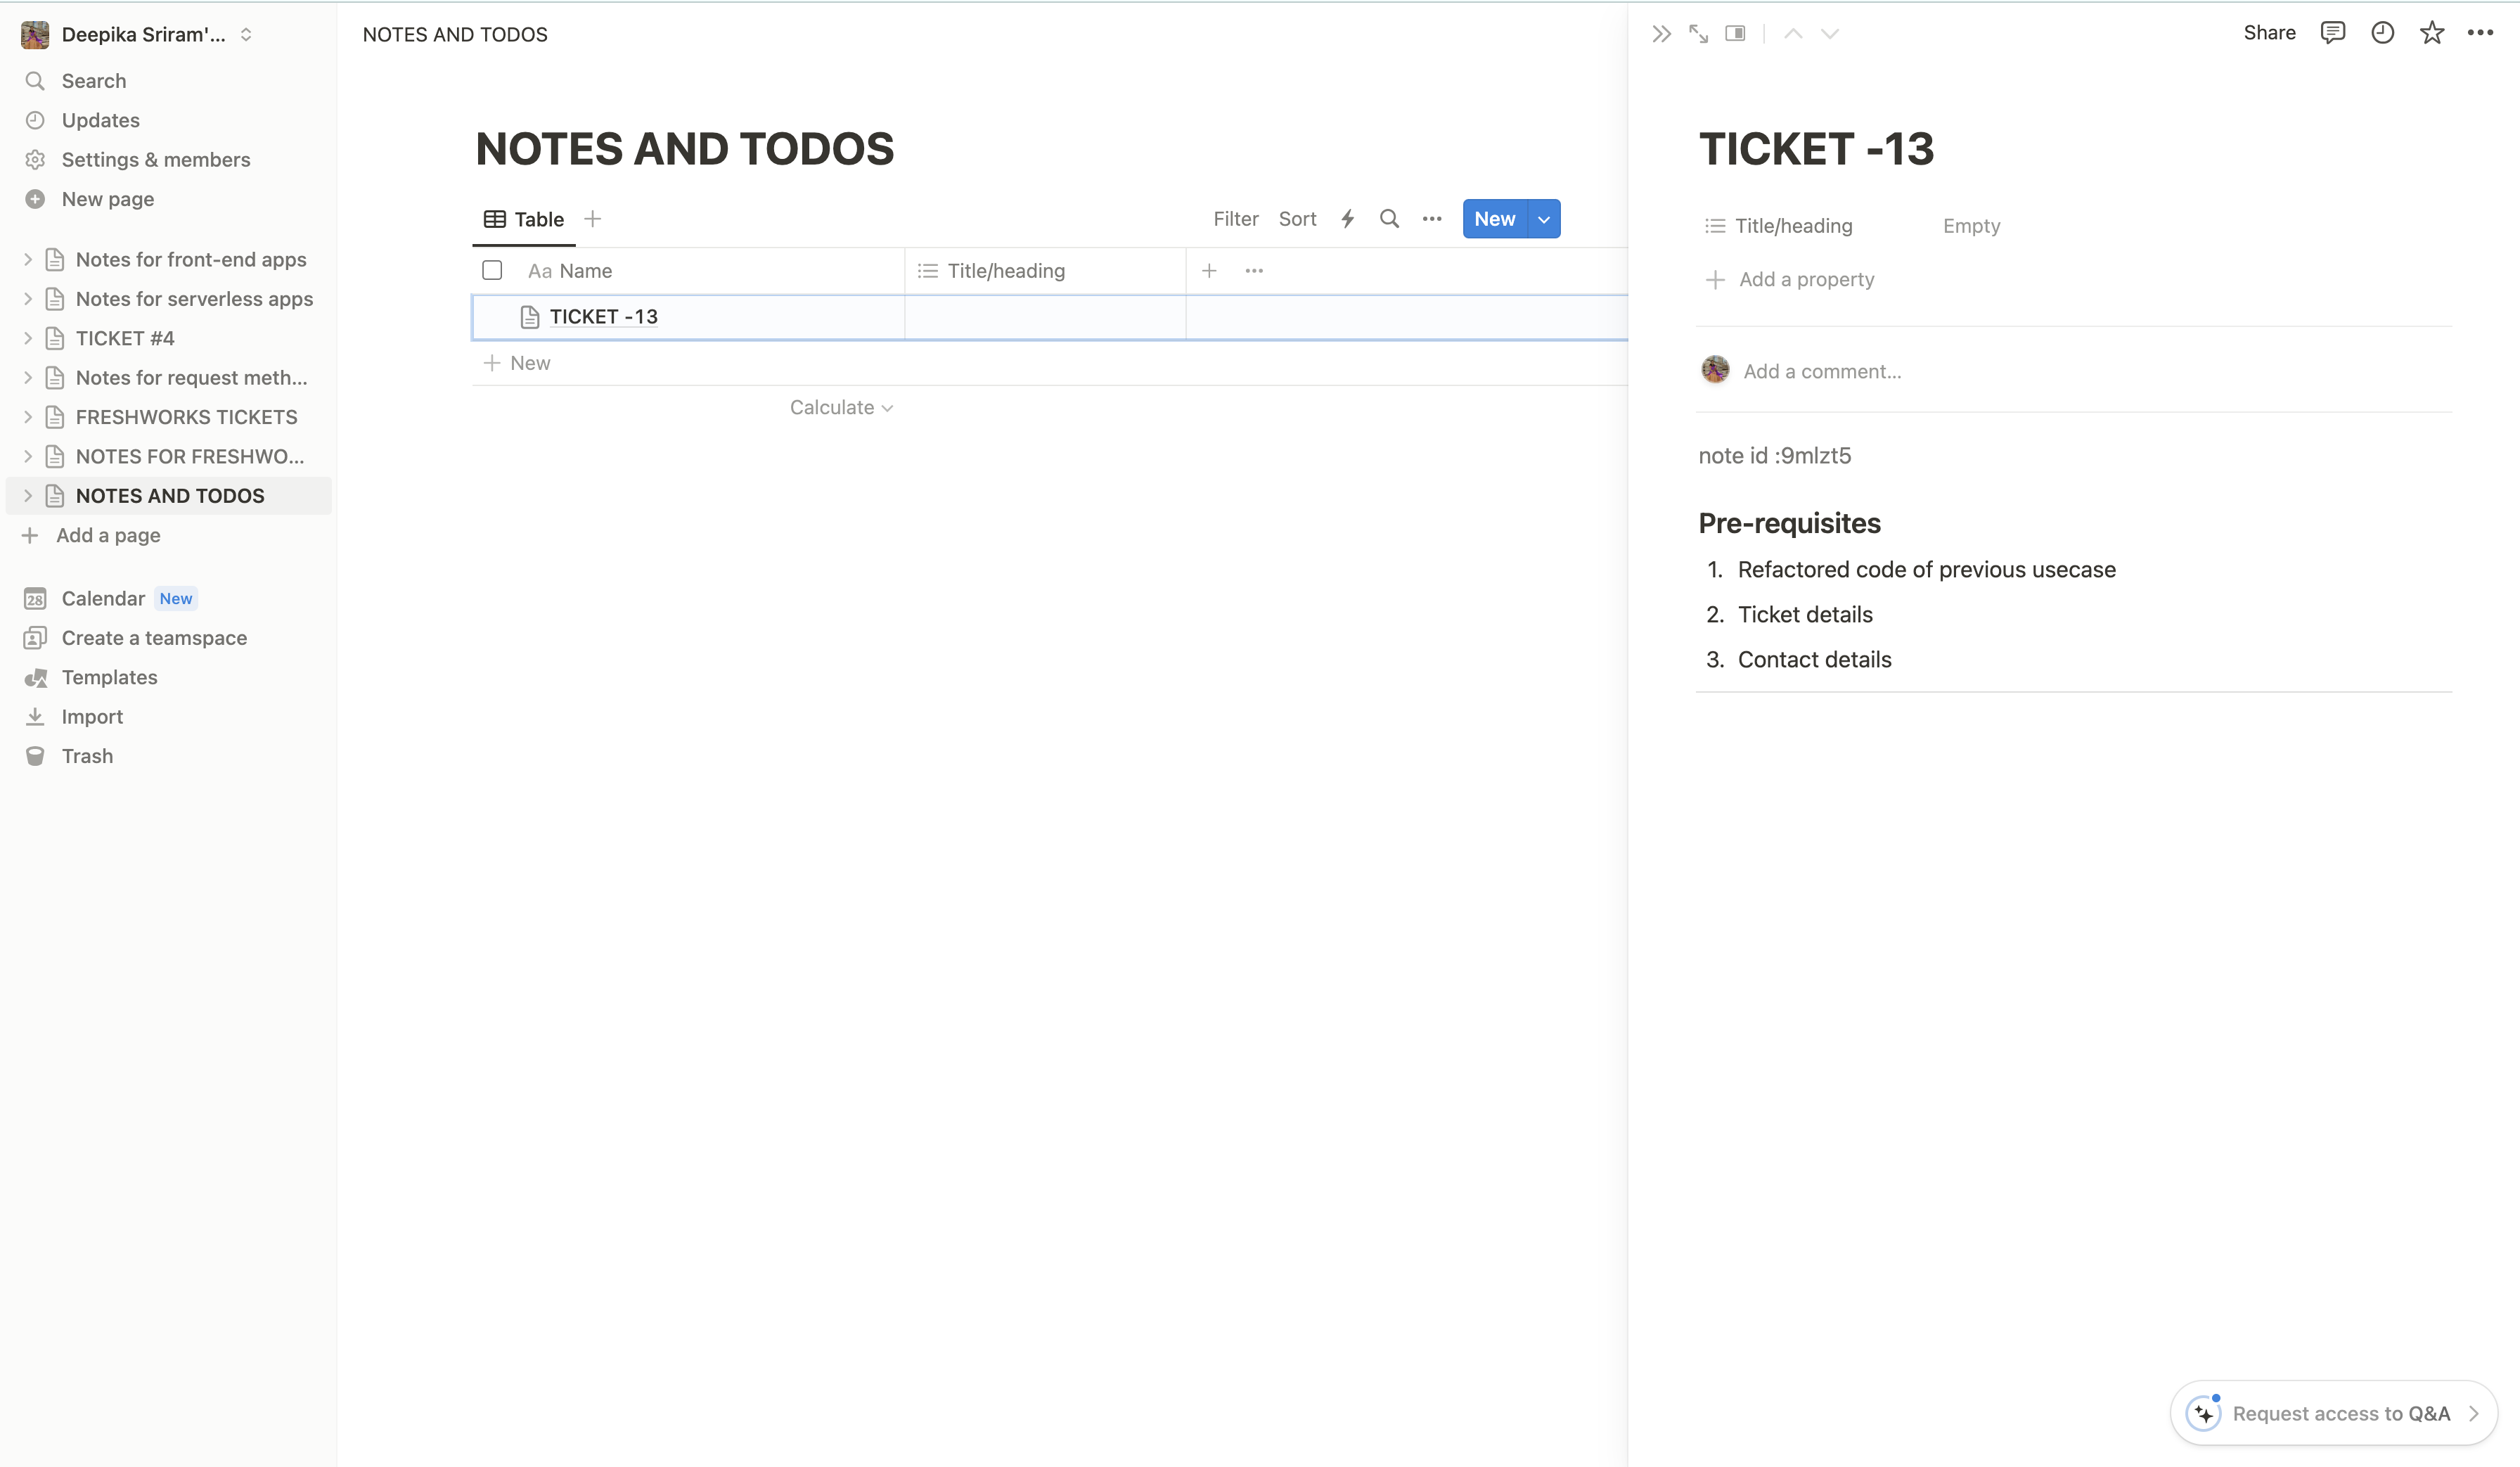 Deepika Sriram'...
Search
Updates
Settings & members
New page
Notes for front-end apps
Notes for serverless apps
TICKET #4
Notes for request meth...
FRESHWORKS TICKETS
NOTES FOR FRESHWO...
NOTES AND TODOS
Add a page
28
Calendar New
Create a teamspace
Templates
Import
Trash
NOTES AND TODOS
NOTES AND TODOS
Table
Filter Sort New
Aa Name Title/heading
TICKET -13
New
Calculate
Share
TICKET -13
Title/heading Empty
Add a property
Add a comment...
note id :9mlzt5
Pre-requisites
1. Refactored code of previous usecase
2. Ticket details
3. Contact details
Request access to Q&A